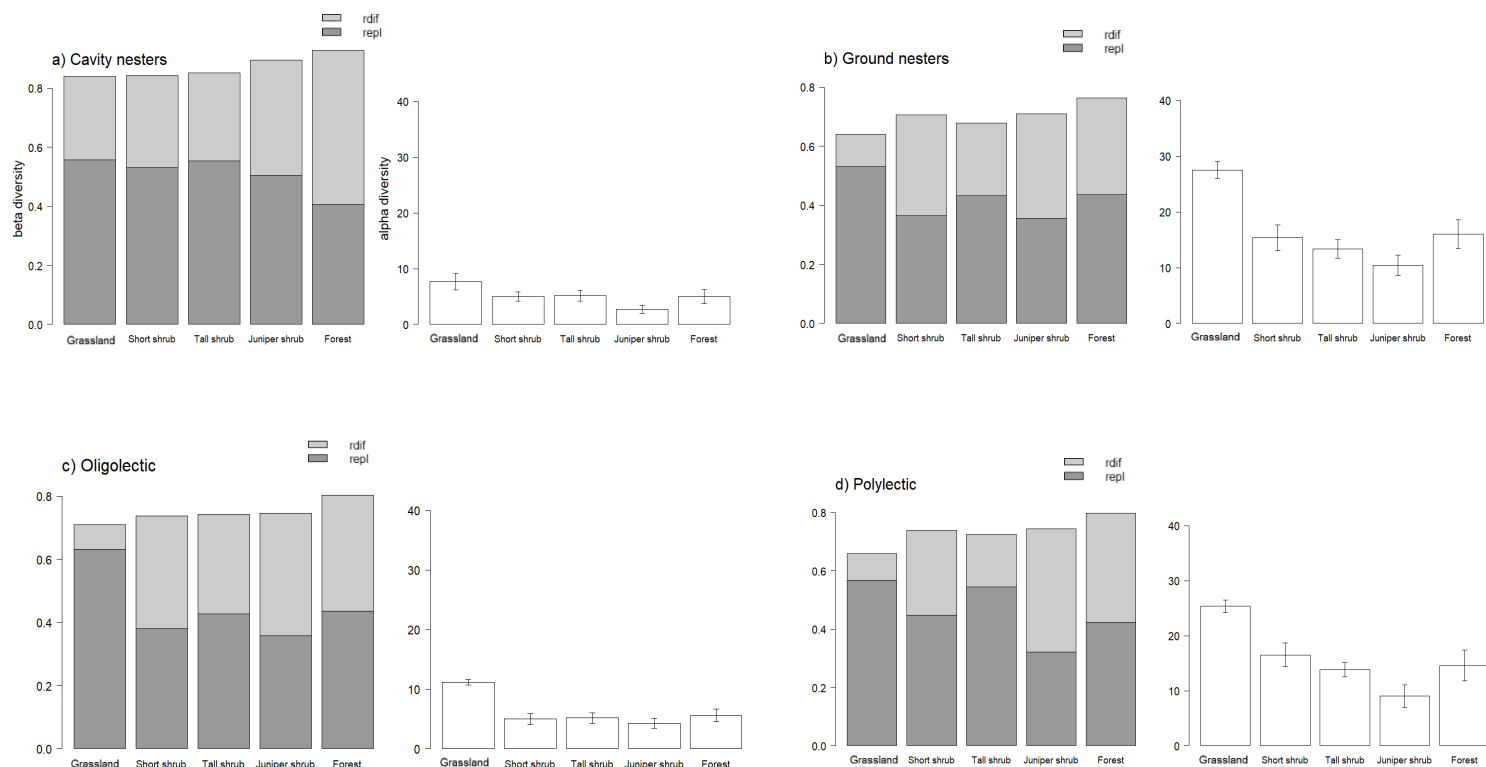 rdif
repl
a) Cavity nesters
beta diversity
0.8
0.6
0.4
0.2
0.0
Grassland Short shrub Tall shrub Juniper shrub Forest
alpha diversity
40
30
20
10
0
Grassland Short shrub Tall shrub Juniper shrub Forest
rdif
repl
b) Ground nesters
0.8
0.6
0.4
0.2
0.0
Grassland Short shrub Tall shrub Juniper shrub Forest
40
30
20
10
0
Grassland Short shrub Tall shrub Juniper shrub Forest
rdif
repl
c) Oligolectic
0.8
0.6
0.4
0.2
0.0
Grassland Short shrub Tall shrub Juniper shrub Forest
40
30
20
10
0
Grassland Short shrub Tall shrub Juniper shrub Forest
rdif
repl
d) Polylectic
0.8
0.6
0.4
0.2
0.0
Grassland Short shrub Tall shrub Juniper shrub Forest
40
30
20
10
0
Grassland Short shrub Tall shrub Juniper shrub Forest